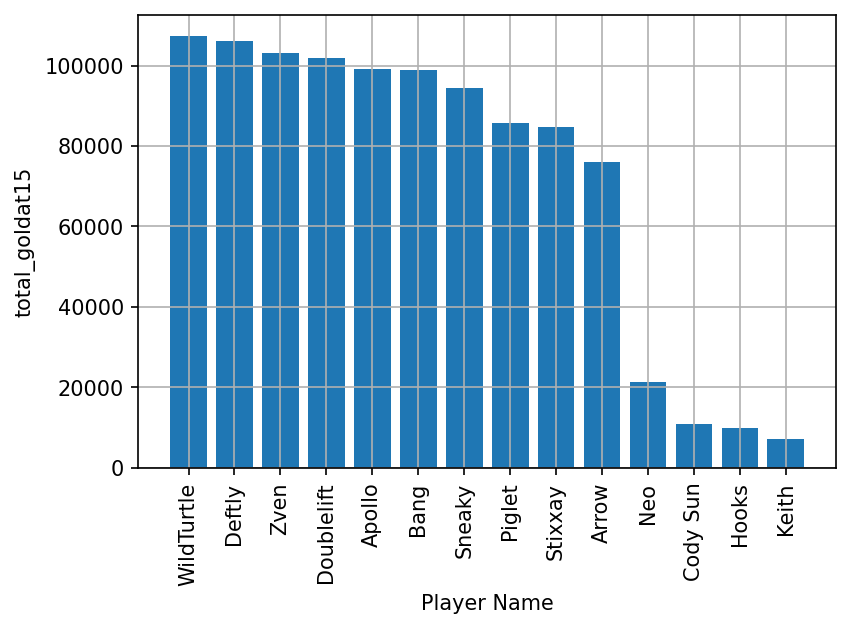 100000
80000
60000
40000
20000
0
total_goldat15
WildTurtle
Deftly
Zven
Doublelift
Apollo
Bang
Sneaky
Piglet
Stixxay
Arrow
Neo
Cody Sun
Hooks
Keith
Player Name